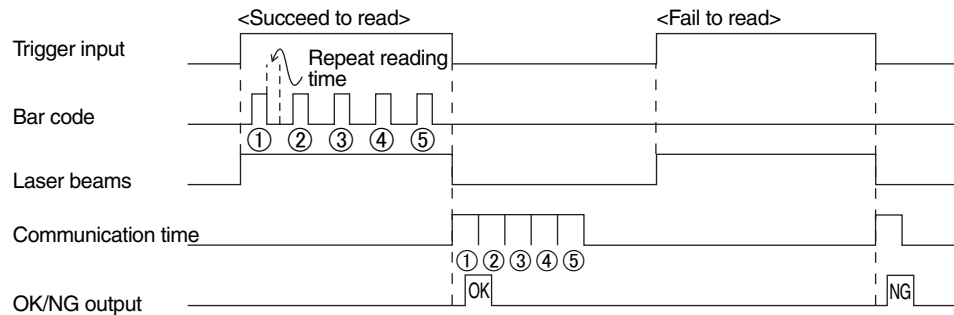 <Succeed to read> <Fail to read>
Trigger input
Repeat reading
time
Bar code
① ② ③ ④ ⑤
Laser beams
Communication time
① ② ③ ④ ⑤
OK NG
OK/NG output